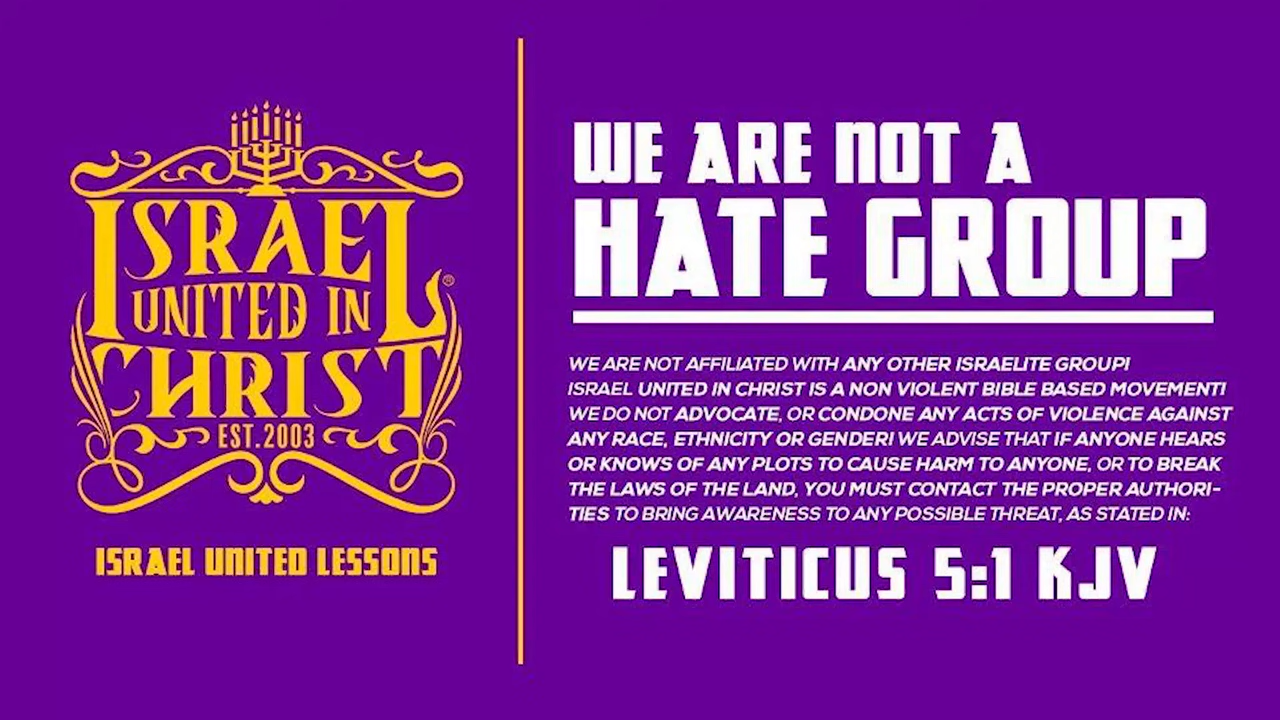 ISRAEL
UNITED IN
CHRIST
EST.2003
ISRAEL UNITED LESSONS
WE ARE NOT A
HATE GROUP
WE ARE NOT AFFILIATED WITH ANY OTHER ISRAELITE GROUP!
ISRAEL UNITED IN CHRIST IS A NON VIOLENT BIBLE BASED MOVEMENT!
WE DO NOT ADVOCATE, OR CONDONE ANY ACTS OF VIOLENCE AGAINST
ANY RACE, ETHNICITY OR GENDER! WE ADVISE THAT IF ANYONE HEARS
OR KNOWS OF ANY PLOTS TO CAUSE HARM TO ANYONE, OR TO BREAK
THE LAWS OF THE LAND, YOU MUST CONTACT THE PROPER AUTHORI-
TIES TO BRING AWARENESS TO ANY POSSIBLE THREAT, AS STATED IN:
LEVITICUS 5:1 KJV